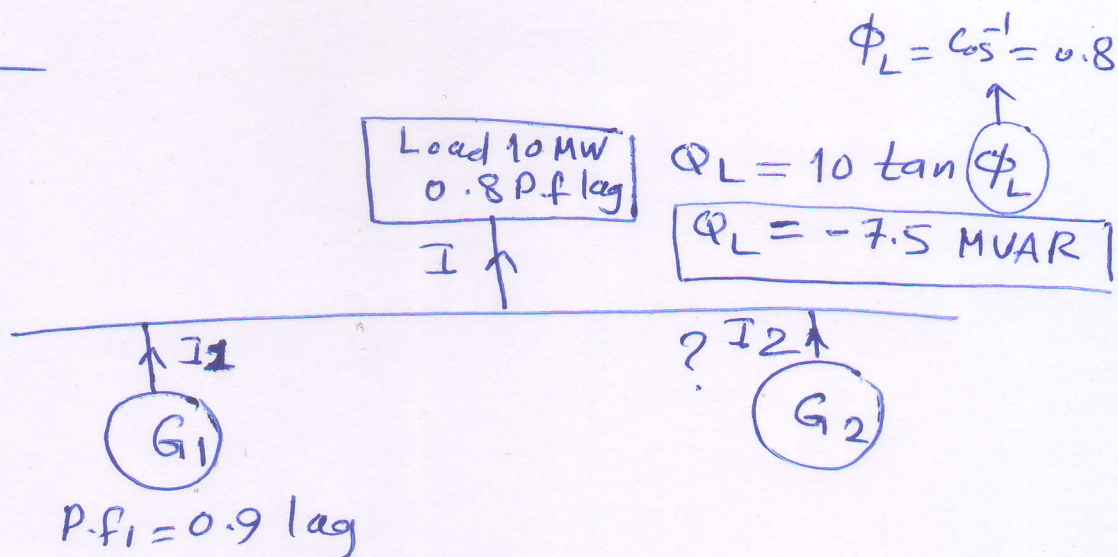 ϕL = Cos⁻¹ = 0.8
Load 10 MW
0.8 P.f lag
QL = 10 tan ϕL
QL = -7.5 MVAR
I
I1
? I2
G1
G2
P.f1 = 0.9 lag